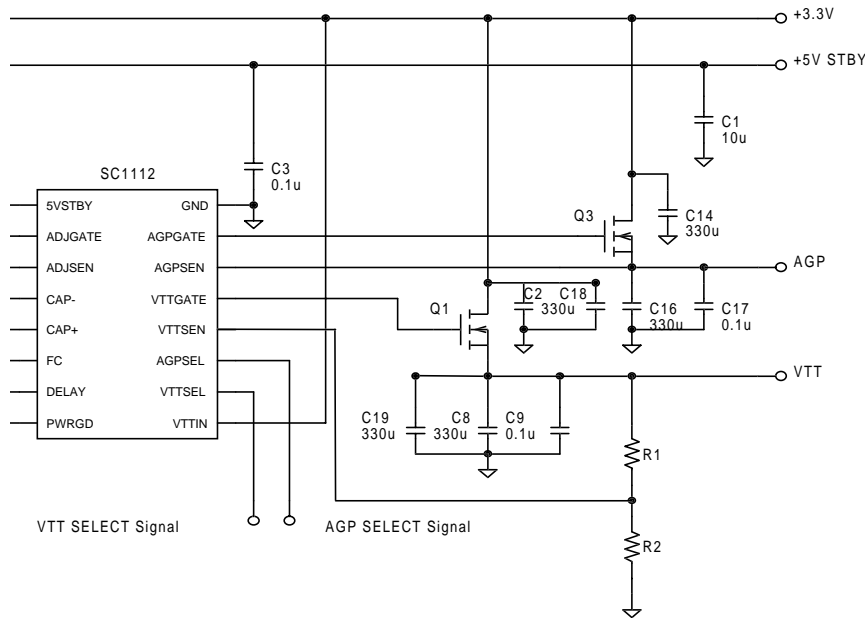 +3.3V
+5V STBY
C1
10u
C3
0.1u
SC1112
5VSTBY
GND
ADJGATE
AGPGATE
ADJSEN
AGPSEN
CAP-
VTTGATE
CAP+
VTTSEN
FC
AGPSEL
DELAY
VTTSEL
PWRGD
VTTIN
Q3
C14
330u
AGP
Q1
C2
330u
C18
C16
330u
C17
0.1u
VTT
C19
330u
C8
330u
C9
0.1u
R1
R2
VTT SELECT Signal
AGP SELECT Signal